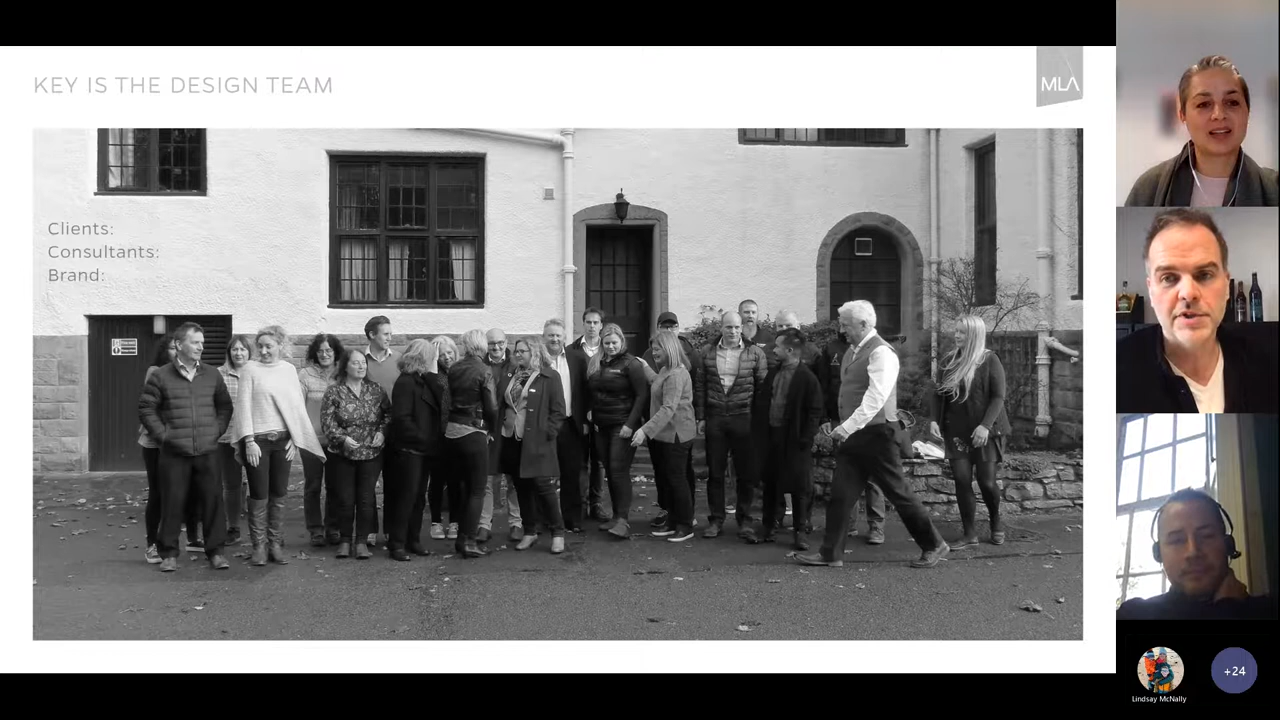 KEY IS THE DESIGN TEAM
MLA
Clients:
Consultants:
Brand:
Lindsay McNally
+24